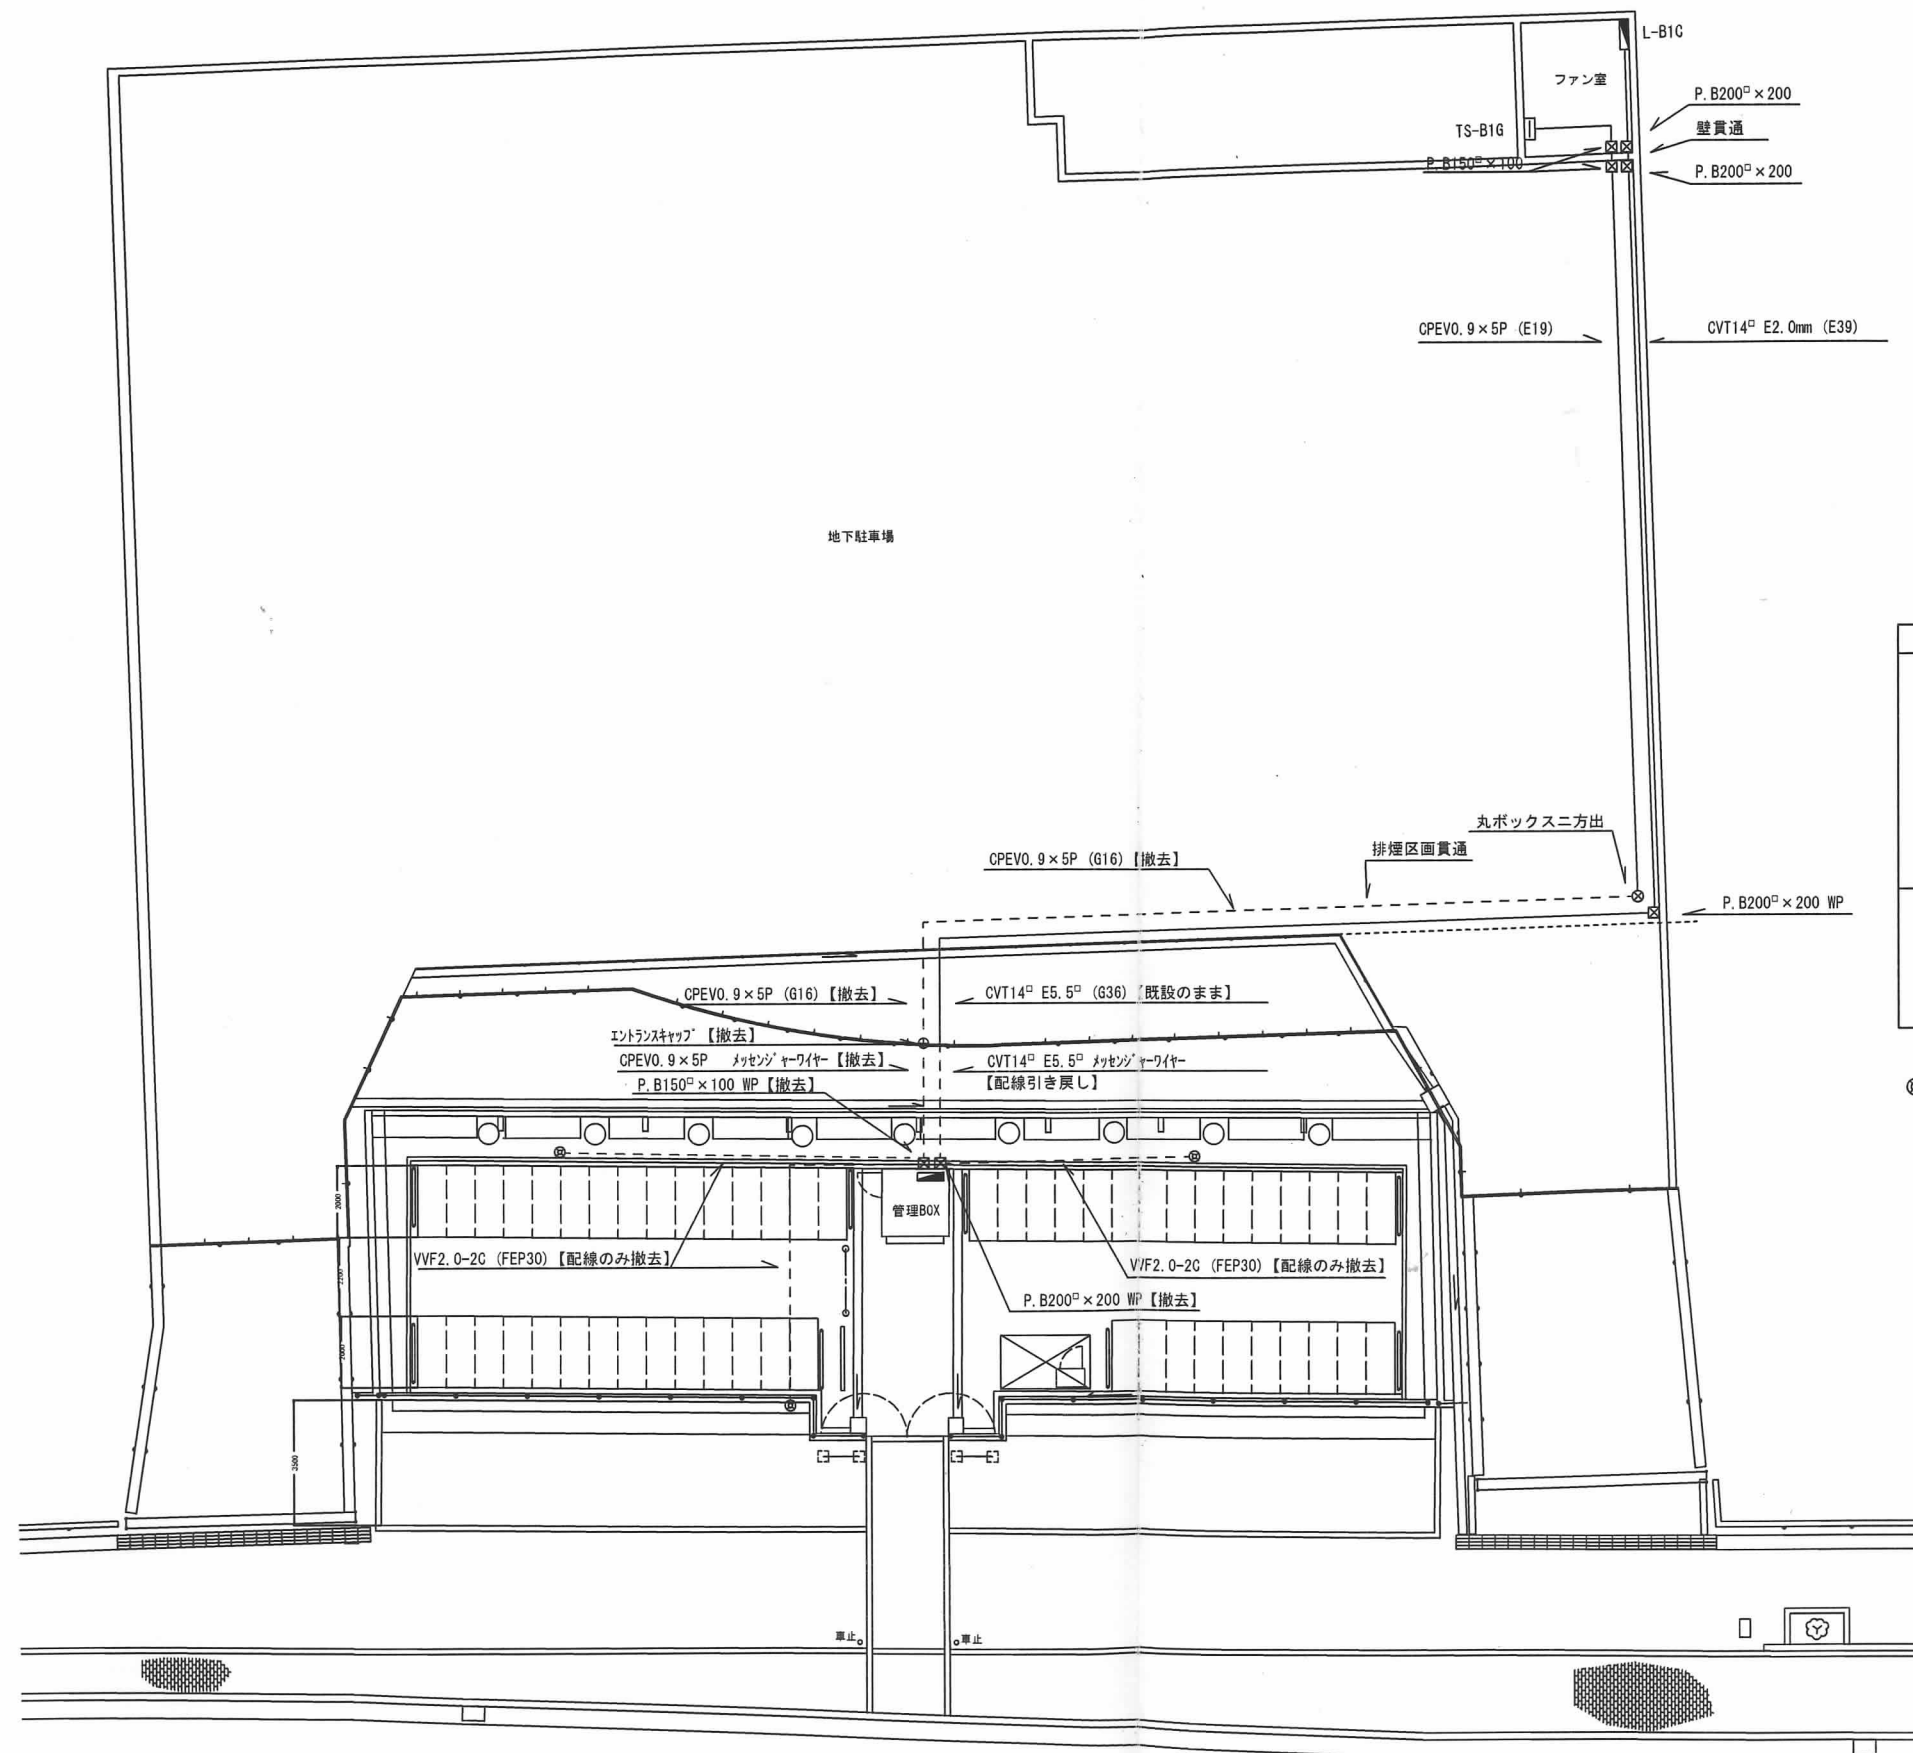 L-B1C
ファン室
P.B200□×200
TS-B1G
壁貫通
P.B150□×100
P.B200□×200
CPEV0.9×5P (E19)
CVT14□ E2.0mm (E39)
地下駐車場
丸ボックス二方出
排煙区画貫通
CPEV0.9×5P (G16)【撤去】
P.B200□×200 WP
CPEV0.9×5P (G16)【撤去】
CVT14□ E5.5□ (G36)【既設のまま】
エントランスキャップ【撤去】
CPEV0.9×5P メッセンジャーワイヤー【撤去】
CVT14□ E5.5□ メッセンジャーワイヤー
P.B150□×100 WP【撤去】
【配線引き戻し】
2000
管理BOX
VVF2.0-2C (FEP30)【配線のみ撤去】
VVF2.0-2C (FEP30)【配線のみ撤去】
2200
P.B200□×200 WP【撤去】
2000
3500
車止
車止